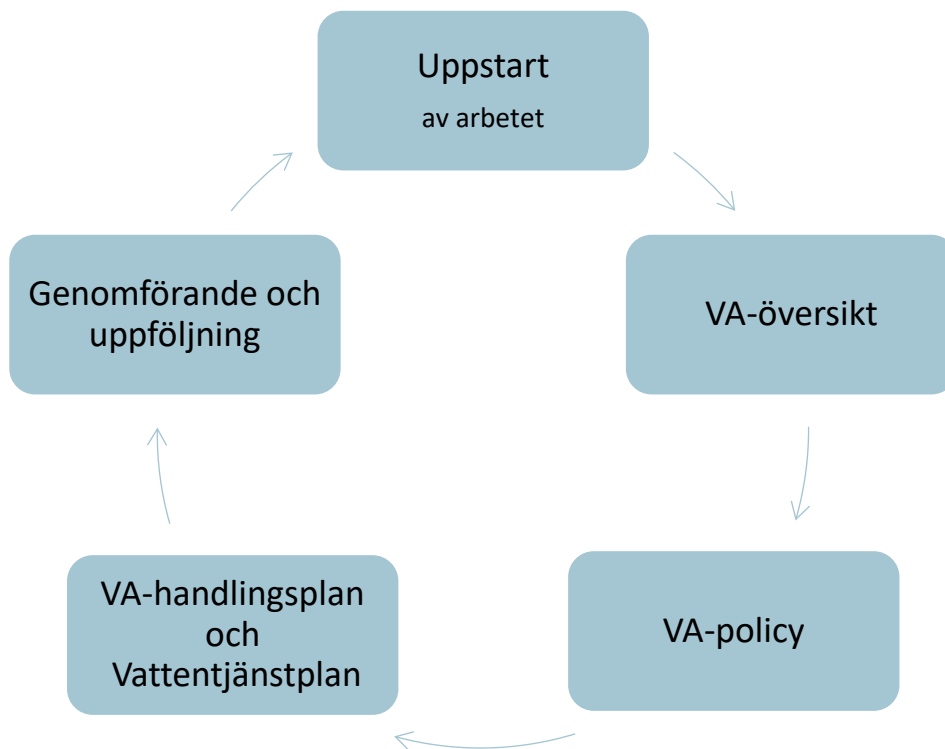 Uppstart
av arbetet
VA-översikt
VA-policy
VA-handlingsplan
och
Vattentjänstplan
Genomförande och
uppföljning